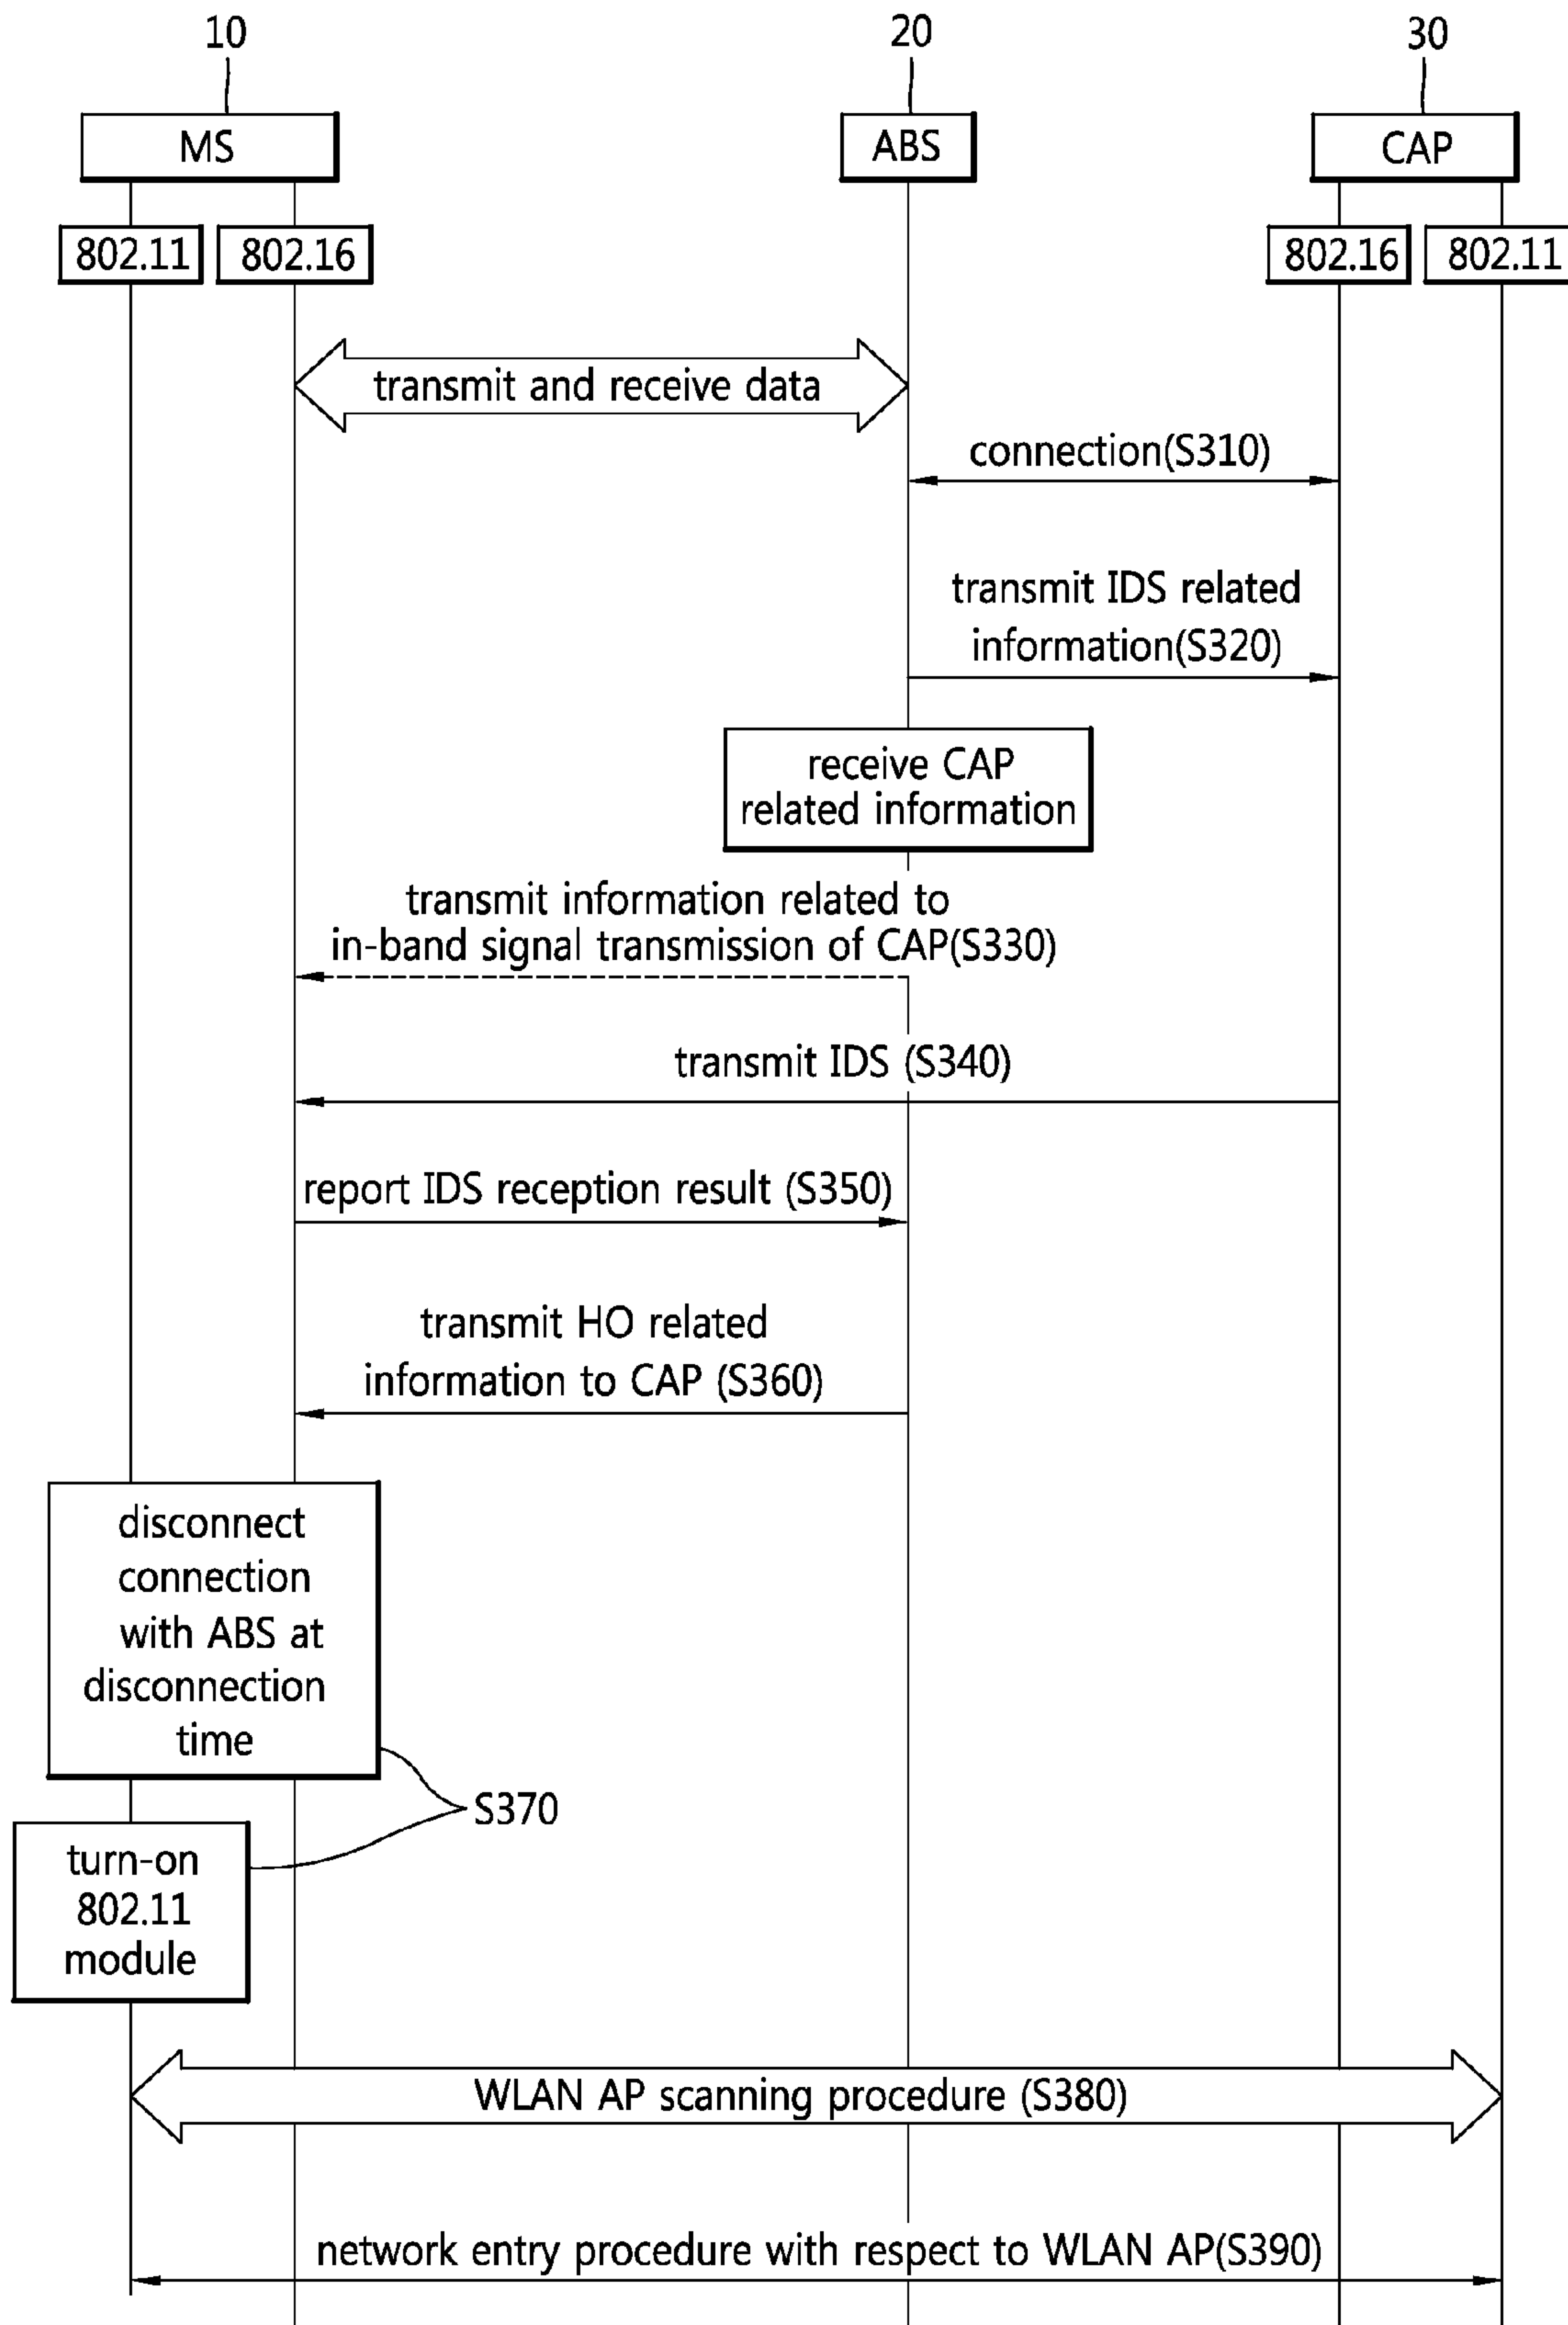 10
20
30
MS
ABS
CAP
802.11
802.16
802.16
802.11
transmit and receive data
connection(S310)
transmit IDS related
information(S320)
receive CAP
related information
transmit information related to
in-band signal transmission of CAP(S330)
transmit IDS (S340)
report IDS reception result (S350)
transmit HO related
information to CAP (S360)
disconnect
connection
with ABS at
disconnection
time
S370
turn-on
802.11
module
WLAN AP scanning procedure (S380)
network entry procedure with respect to WLAN AP(S390)